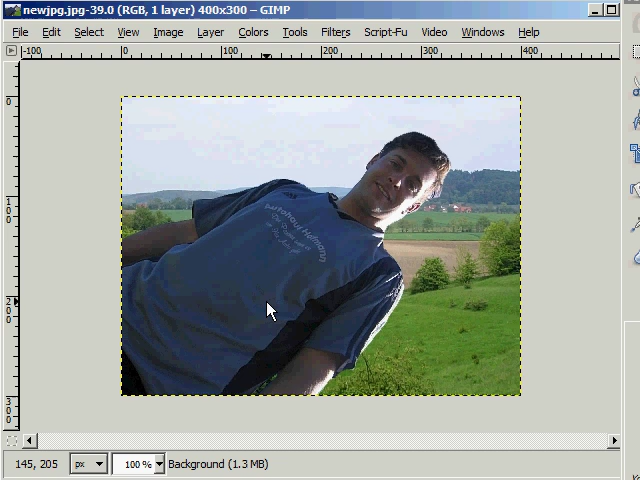 newjpg.jpg-39.0 (RGB, 1 layer) 400x300 – GIMP
File Edit Select View Image Layer Colors Tools Filters Script-Fu Video Windows Help
-100 0 100 200 300 400
0
100
200
300
Autohaus Hofmann
145, 205 px 100 % Background (1.3 MB)